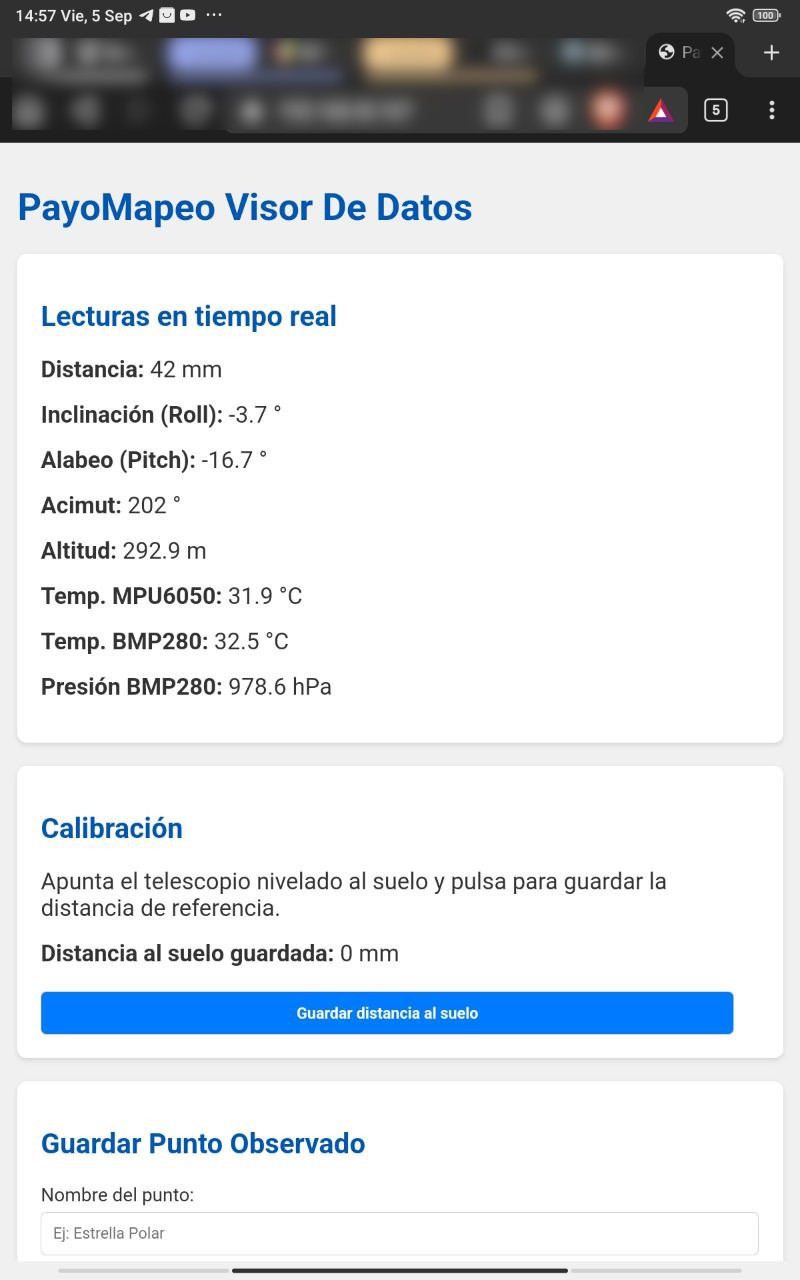 14:57 Vie, 5 Sep
100
Pa
5
PayoMapeo Visor De Datos
Lecturas en tiempo real
Distancia: 42 mm
Inclinación (Roll): -3.7 °
Alabeo (Pitch): -16.7 °
Acimut: 202 °
Altitud: 292.9 m
Temp. MPU6050: 31.9 °C
Temp. BMP280: 32.5 °C
Presión BMP280: 978.6 hPa
Calibración
Apunta el telescopio nivelado al suelo y pulsa para guardar la
distancia de referencia.
Distancia al suelo guardada: 0 mm
Guardar distancia al suelo
Guardar Punto Observado
Nombre del punto:
Ej: Estrella Polar